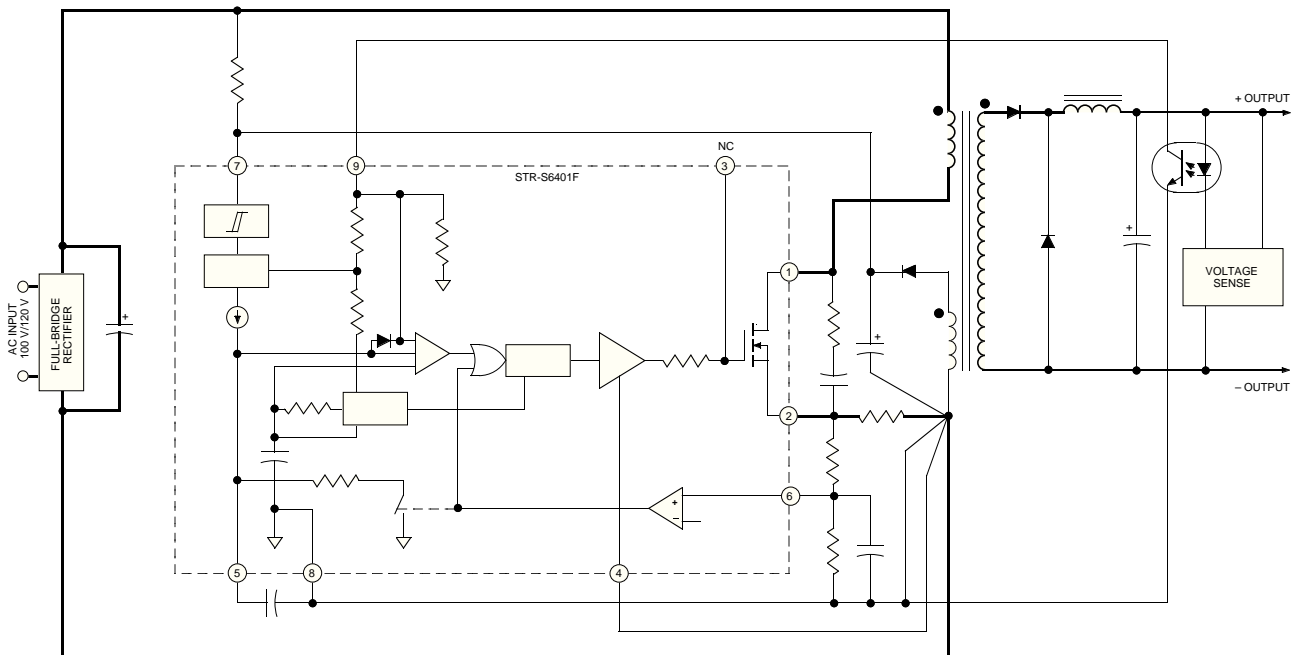 + OUTPUT
NC
7
9
3
STR-S6401F
1
AC INPUT
100 V/120 V
FULL-BRIDGE
RECTIFIER
+
+
+
VOLTAGE
SENSE
– OUTPUT
2
6
+
–
5
8
4